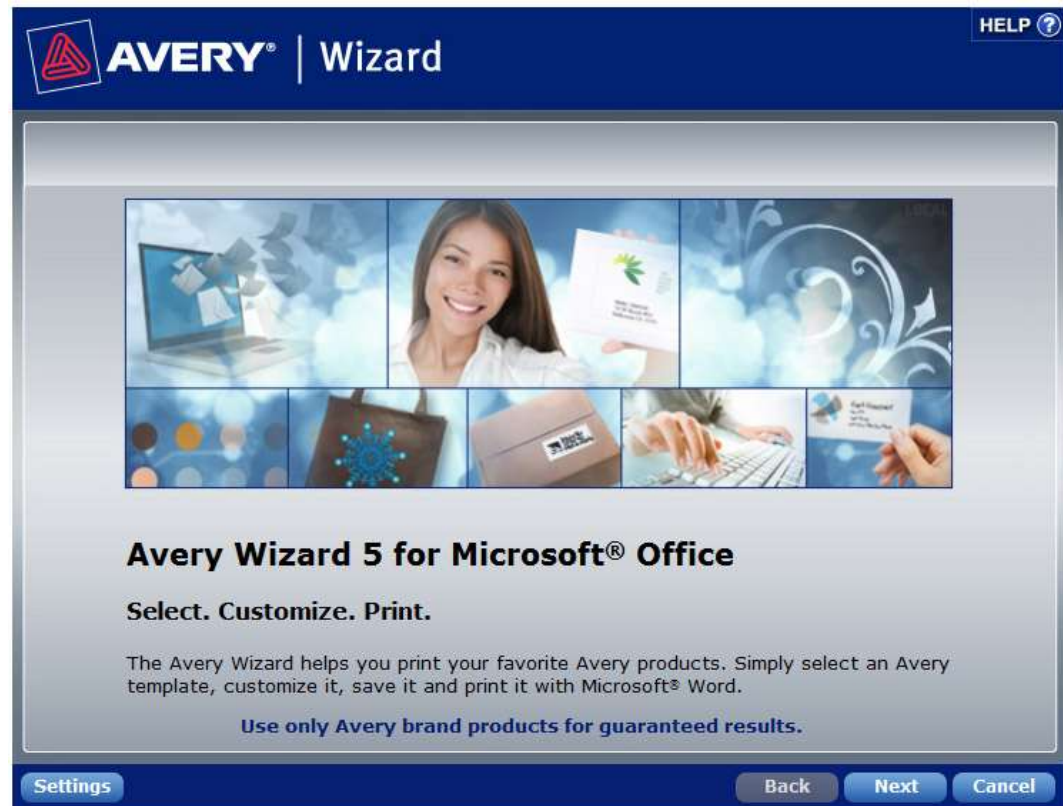 HELP ?
AVERY® | Wizard
LOCAL
Avery Wizard 5 for Microsoft® Office
Select. Customize. Print.
The Avery Wizard helps you print your favorite Avery products. Simply select an Avery
template, customize it, save it and print it with Microsoft® Word.
Use only Avery brand products for guaranteed results.
Settings
Back
Next
Cancel